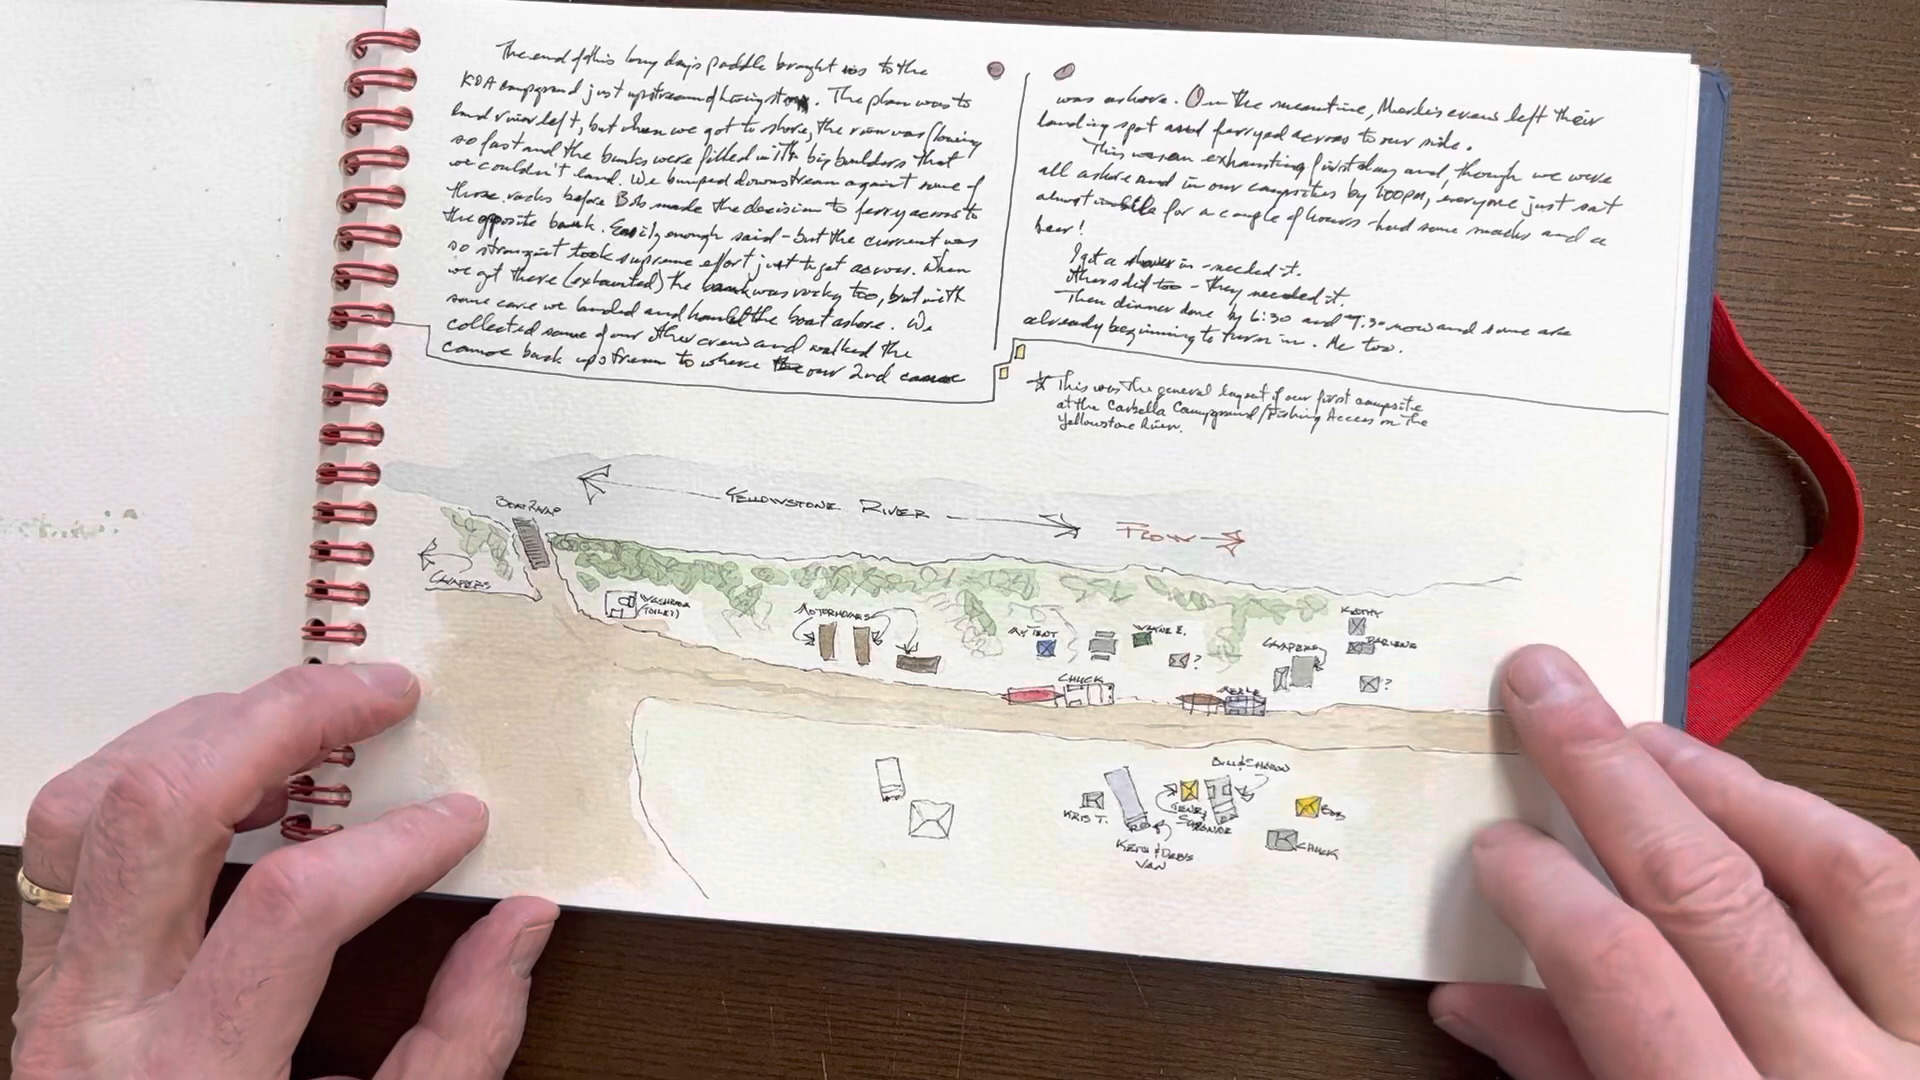 The end of this long day's paddle brought us to the
KOA campground just upstream of Livingston. The plan was to
land river left, but when we got to shore, the river was flowing
so fast and the banks were filled with big boulders that
we couldn't land. We bumped downstream against some of
those rocks before Bob made the decision to ferry across to
the opposite bank. Easily enough said - but the current was
so strong it took supreme effort just to get across. When
we got there (exhausted) the bank was rocky too, but with
some care we landed and hauled the boat ashore. We
collected some of our other crew and walked the
canoe back upstream to where our 2nd canoe
was ashore. In the meantime, crew left their
landing spot and ferryed across to our side.
This was an exhausting first day and, though we were
all ashore and in our campsites by PM, everyone just sat
almost for a couple of hours - had some snacks and a
beer!
I got a shower in - needed it.
Others did too - they needed it.
Then dinner done by 6:30 and 7:30 now and some are
already beginning to turn in. Me too.
☆ This was the general layout of our first campsite
at the Carbella Campground/Fishing Access on the
Yellowstone River.
YELLOWSTONE RIVER
FLOW
BOAT RAMP
CAMPERS
(TOILET)
MOTORHOMES
MY TENT
WAYNE E.
?
CHUCK
CAMPERS
KATHY
DARLENE
?
KRIS T.
KEITH & DEB'S
VAN
BILL & SHARON
BOB
CHUCK